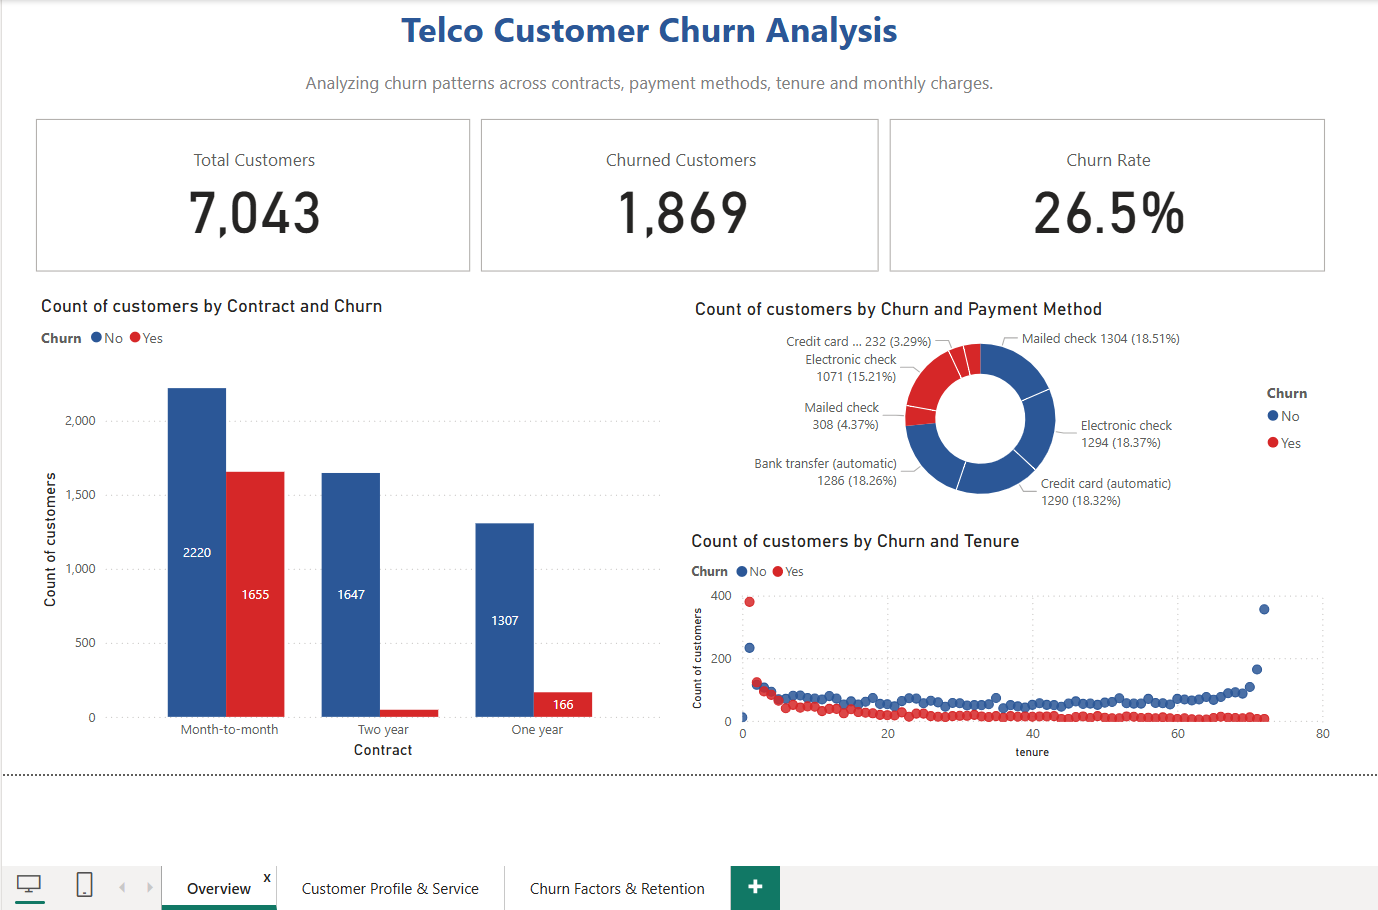 Telco Customer Churn Analysis
Analyzing churn patterns across contracts, payment methods, tenure and monthly charges.
Total Customers
7,043
Churned Customers
1,869
Churn Rate
26.5%
Count of customers by Contract and Churn
Churn No Yes
Count of customers
2,000
1,500
1,000
500
0
2220
1655
1647
1307
166
Month-to-month
Two year
One year
Contract
Count of customers by Churn and Payment Method
Credit card ... 232 (3.29%)
Mailed check 1304 (18.51%)
Electronic check
1071 (15.21%)
Mailed check
308 (4.37%)
Bank transfer (automatic)
1286 (18.26%)
Electronic check
1294 (18.37%)
Credit card (automatic)
1290 (18.32%)
Churn
No
Yes
Count of customers by Churn and Tenure
Churn No Yes
Count of customers
400
200
0
0 20 40 60 80
tenure
Overview x
Customer Profile & Service
Churn Factors & Retention
+